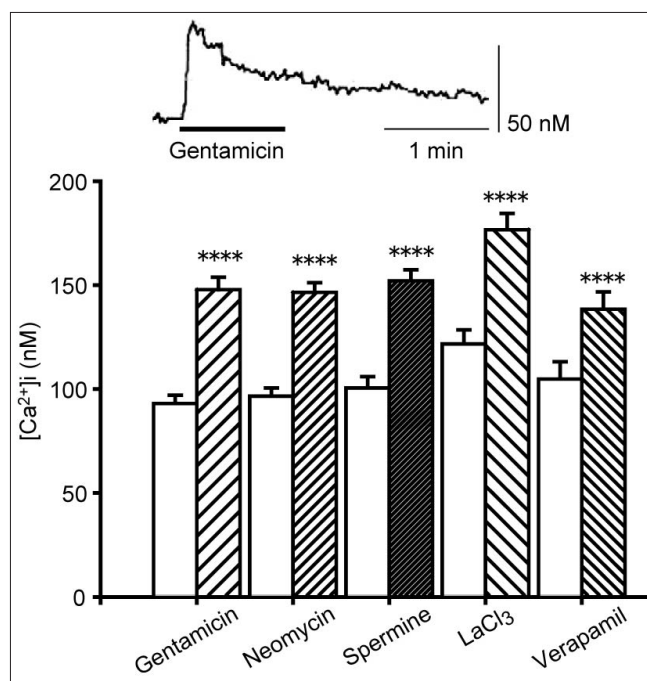 50 nM
Gentamicin 1 min
200
****
****
****
****
****
150
100
50
0
[Ca²⁺]i (nM)
Gentamicin
Neomycin
Spermine
LaCl₃
Verapamil